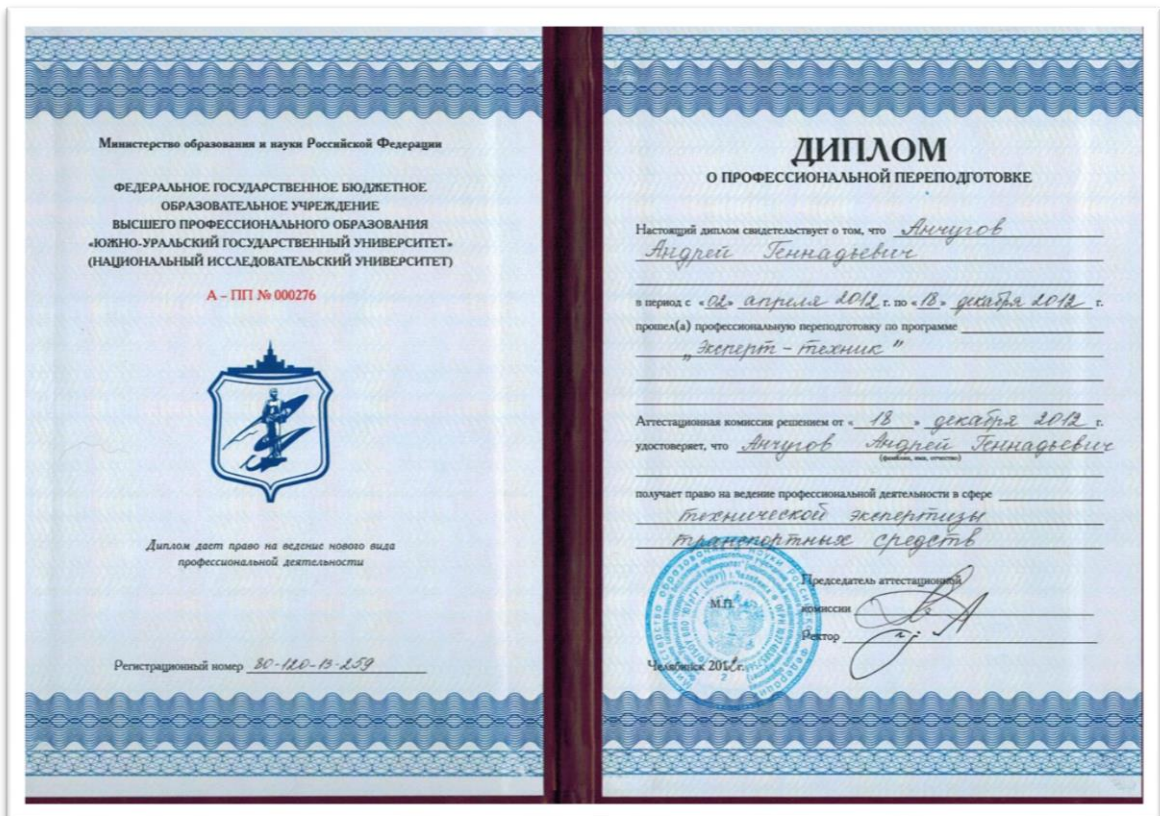 Министерство образования и науки Российской Федерации
ФЕДЕРАЛЬНОЕ ГОСУДАРСТВЕННОЕ БЮДЖЕТНОЕ
ОБРАЗОВАТЕЛЬНОЕ УЧРЕЖДЕНИЕ
ВЫСШЕГО ПРОФЕССИОНАЛЬНОГО ОБРАЗОВАНИЯ
«ЮЖНО-УРАЛЬСКИЙ ГОСУДАРСТВЕННЫЙ УНИВЕРСИТЕТ»
(НАЦИОНАЛЬНЫЙ ИССЛЕДОВАТЕЛЬСКИЙ УНИВЕРСИТЕТ)
А – ПП № 000276
Диплом дает право на ведение нового вида
профессиональной деятельности
Регистрационный номер 80-120-13-259
ДИПЛОМ
О ПРОФЕССИОНАЛЬНОЙ ПЕРЕПОДГОТОВКЕ
Настоящий диплом свидетельствует о том, что Анчугов
Андрей Геннадьевич
в период с «02» апреля 2012 г. по «18» декабря 2012 г.
прошел(а) профессиональную переподготовку по программе
„Эксперт-техник"
Аттестационная комиссия решением от «18» декабря 2012 г.
удостоверяет, что Анчугов Андрей Геннадьевич
(фамилия, имя, отчество)
получает право на ведение профессиональной деятельности в сфере
технической экспертизы
транспортных средств
Председатель аттестационной
М.П.
комиссии
Ректор
Челябинск 2012 г.